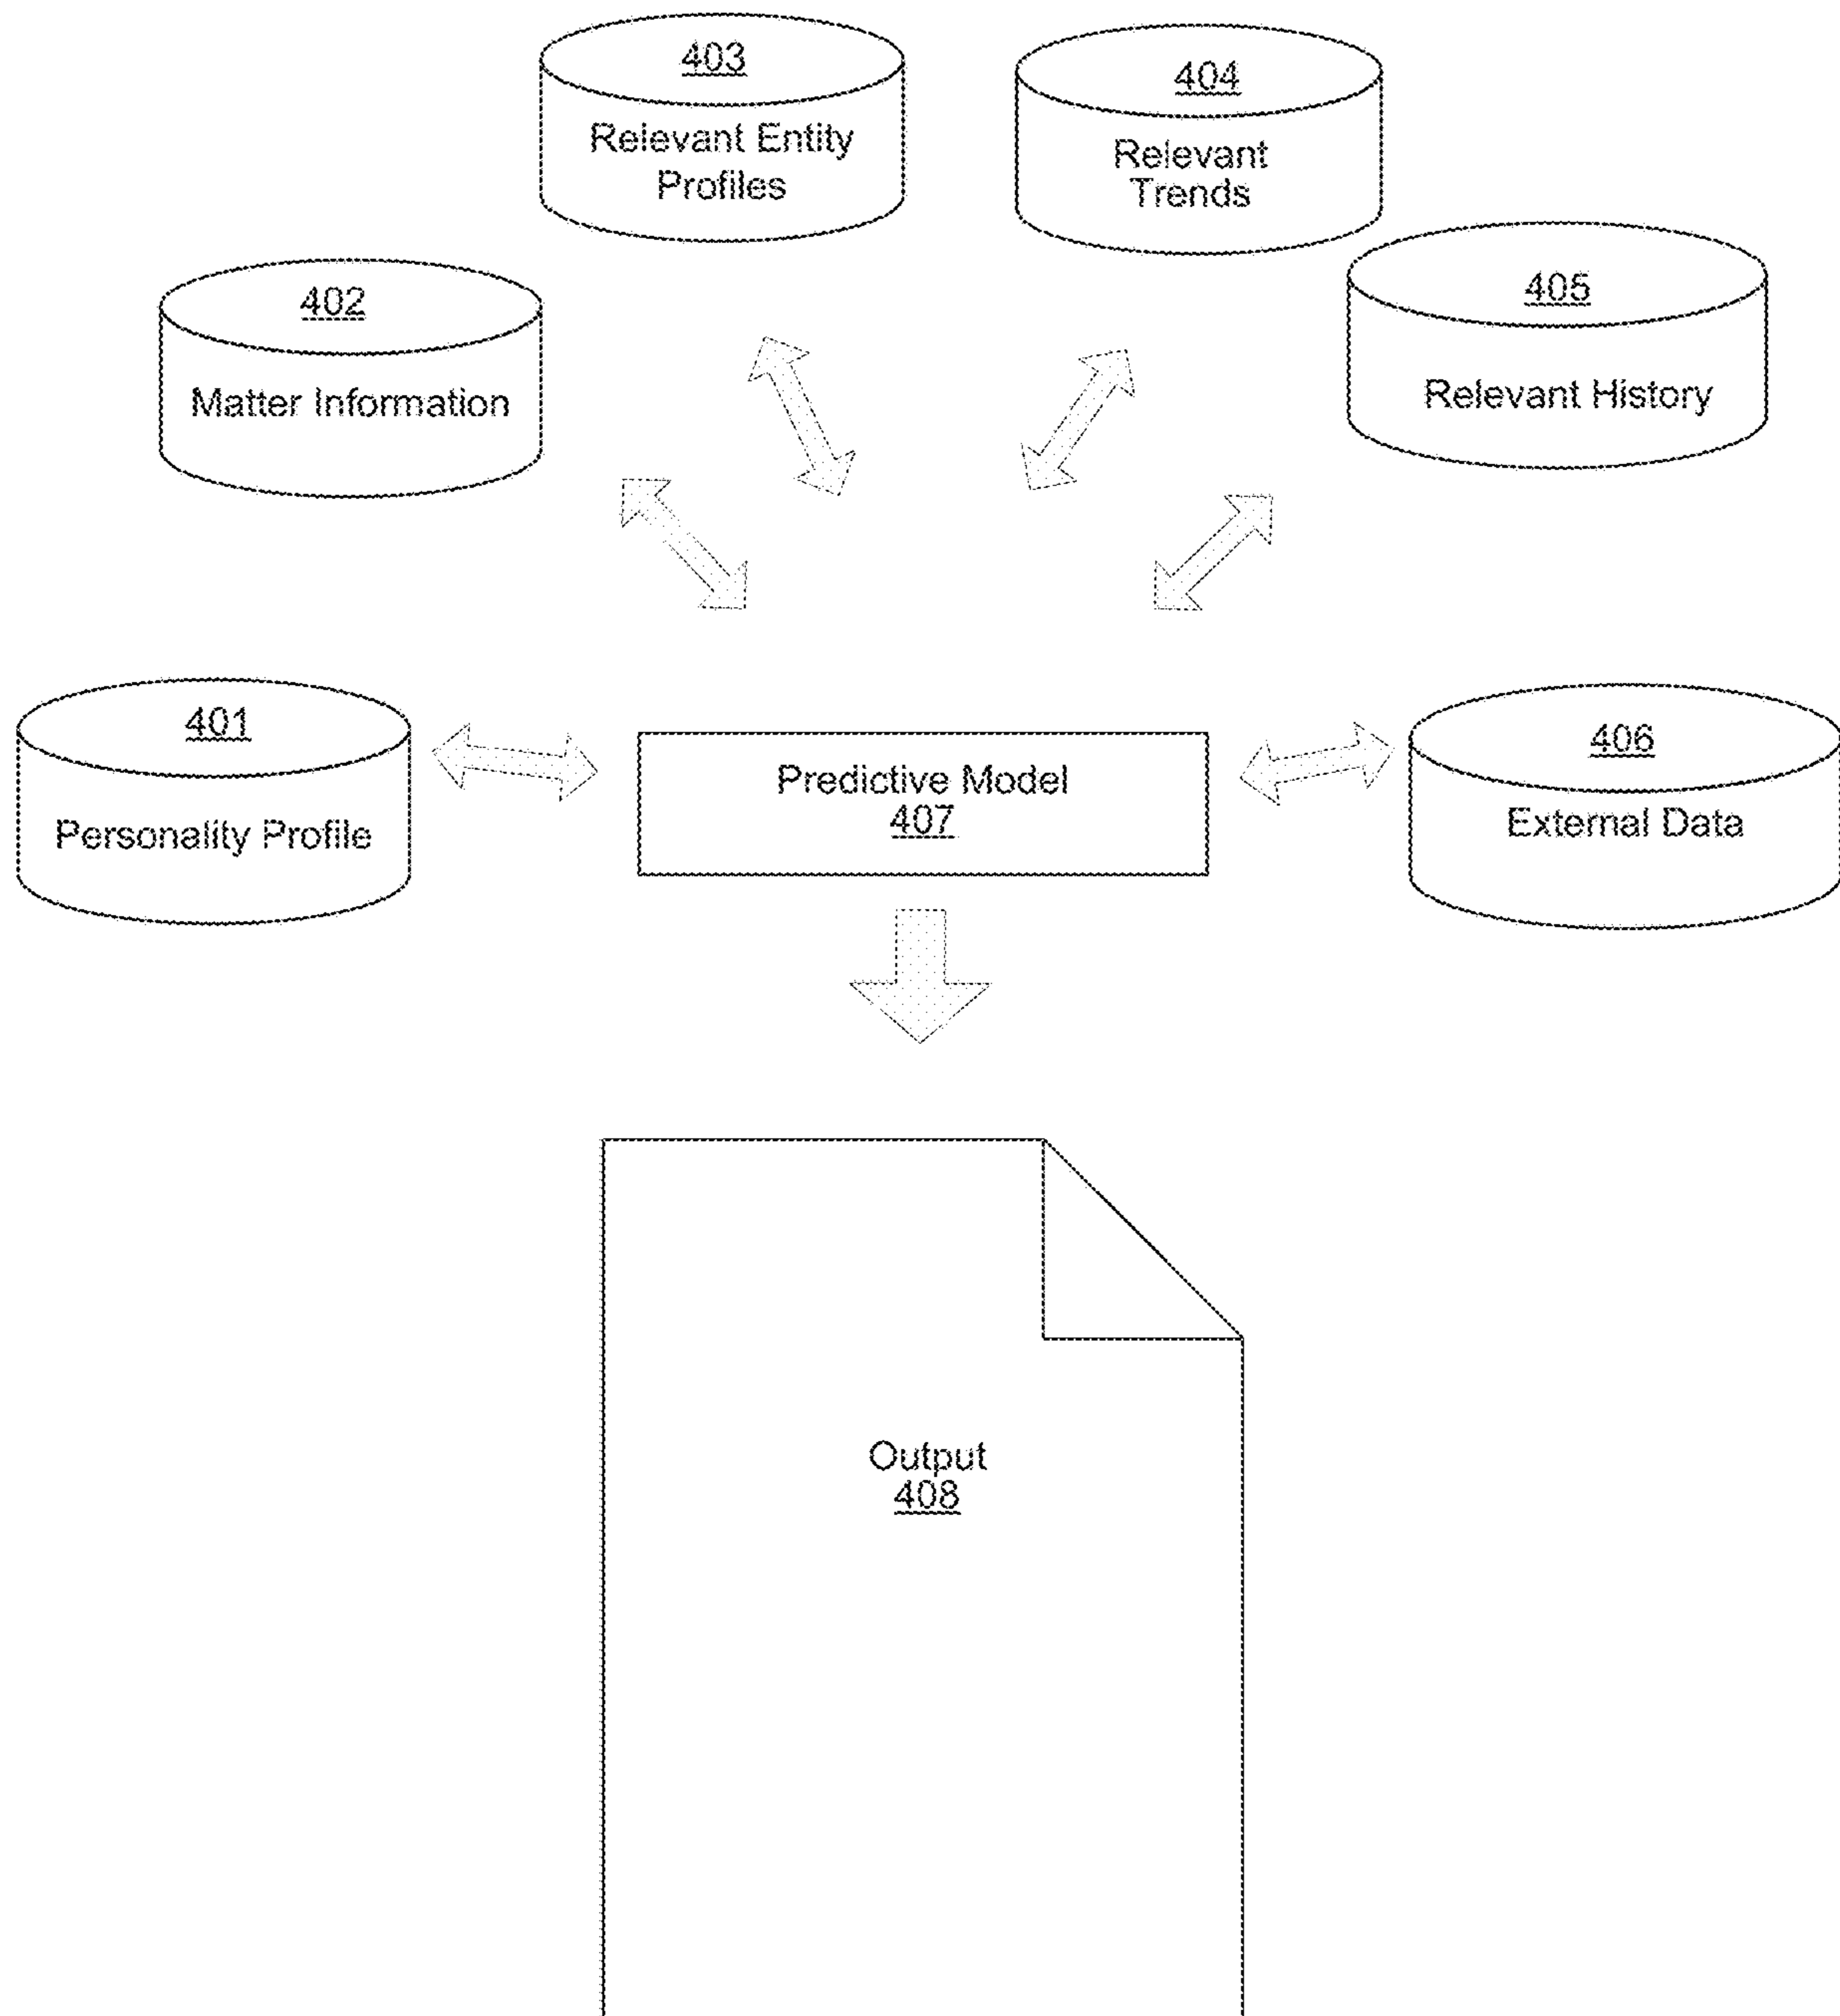 403
Relevant Entity
Profiles
404
Relevant
Trends
402
Matter Information
405
Relevant History
401
Personality Profile
Predictive Model
407
406
External Data
Output
408